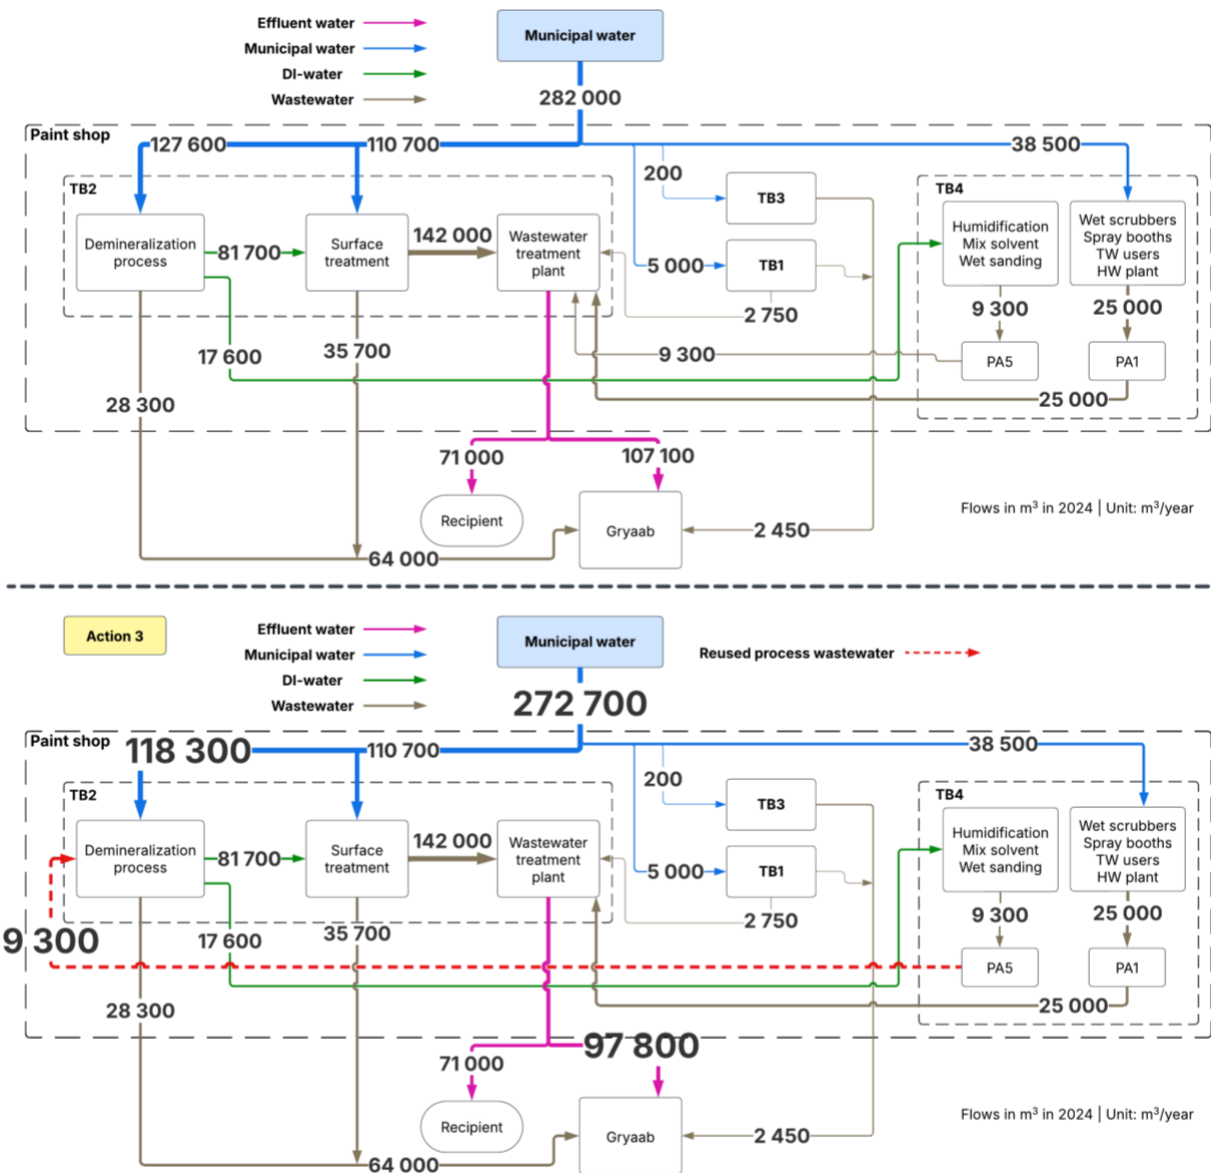 Effluent water
Municipal water
DI-water
Wastewater
Municipal water
282 000
Paint shop
127 600
110 700
38 500
TB2
200
TB3
TB4
Demineralization
process
81 700
Surface
treatment
142 000
Wastewater
treatment
plant
5 000
TB1
2 750
Humidification
Mix solvent
Wet sanding
Wet scrubbers
Spray booths
TW users
HW plant
9 300
25 000
17 600
35 700
9 300
PA5
PA1
28 300
25 000
71 000
107 100
Recipient
Gryaab
2 450
64 000
Flows in m³ in 2024 | Unit: m³/year
Action 3
Effluent water
Municipal water
DI-water
Wastewater
Municipal water
Reused process wastewater
272 700
Paint shop
118 300
110 700
38 500
TB2
200
TB3
TB4
Demineralization
process
81 700
Surface
treatment
142 000
Wastewater
treatment
plant
5 000
TB1
2 750
Humidification
Mix solvent
Wet sanding
Wet scrubbers
Spray booths
TW users
HW plant
9 300
25 000
9 300
17 600
35 700
PA5
PA1
28 300
25 000
71 000
97 800
Recipient
Gryaab
2 450
64 000
Flows in m³ in 2024 | Unit: m³/year